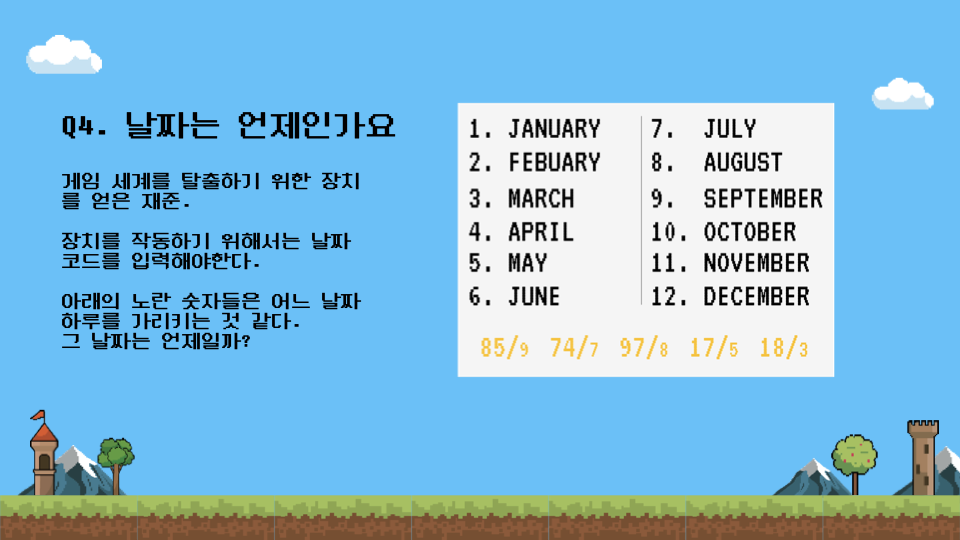 Q4. 날짜는 언제인가요
게임 세계를 탈출하기 위한 장치
를 얻은 재준.
장치를 작동하기 위해서는 날짜
코드를 입력해야한다.
아래의 노란 숫자들은 어느 날짜
하루를 가리키는 것 같다.
그 날짜는 언제일까?
1. JANUARY
2. FEBUARY
3. MARCH
4. APRIL
5. MAY
6. JUNE
7. JULY
8. AUGUST
9. SEPTEMBER
10. OCTOBER
11. NOVEMBER
12. DECEMBER
85/9 74/7 97/8 17/5 18/3